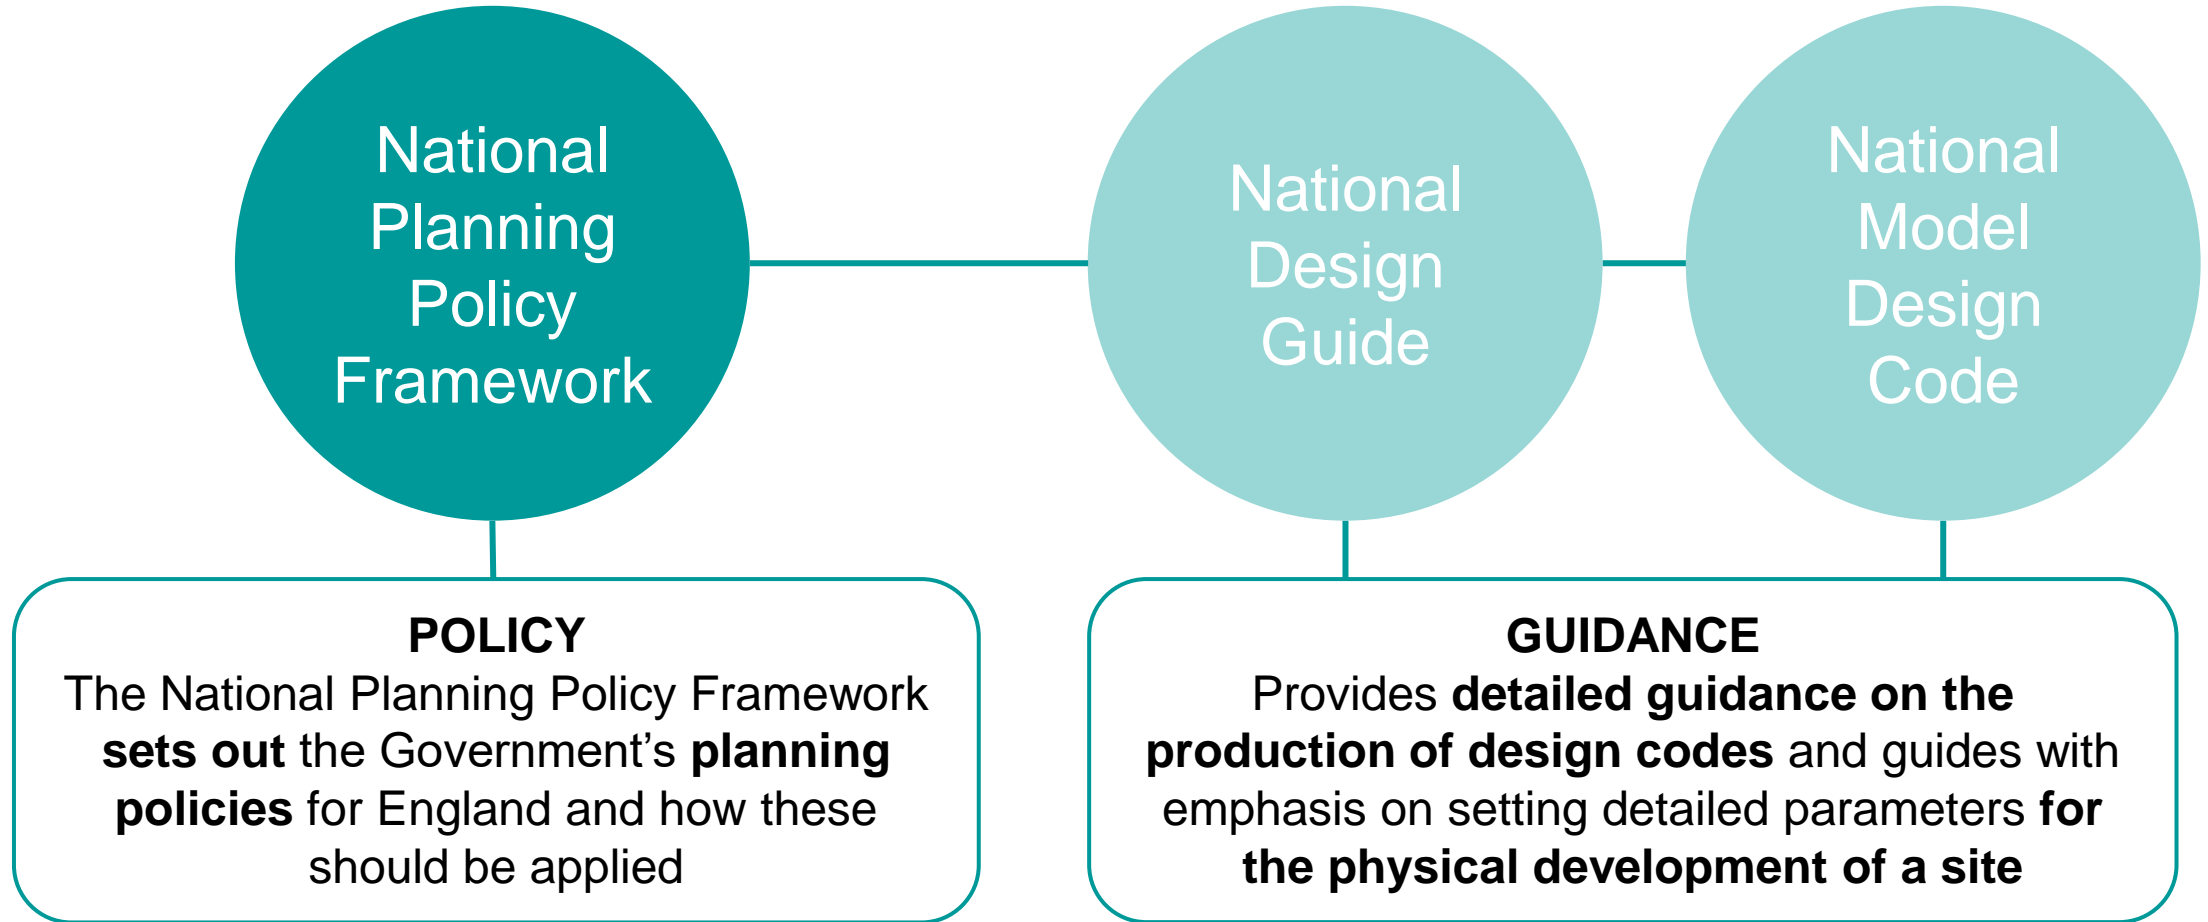 National
Planning
Policy
Framework
National
Design
Guide
National
Model
Design
Code
POLICY
The National Planning Policy Framework
sets out the Government’s planning
policies for England and how these
should be applied
GUIDANCE
Provides detailed guidance on the
production of design codes and guides with
emphasis on setting detailed parameters for
the physical development of a site